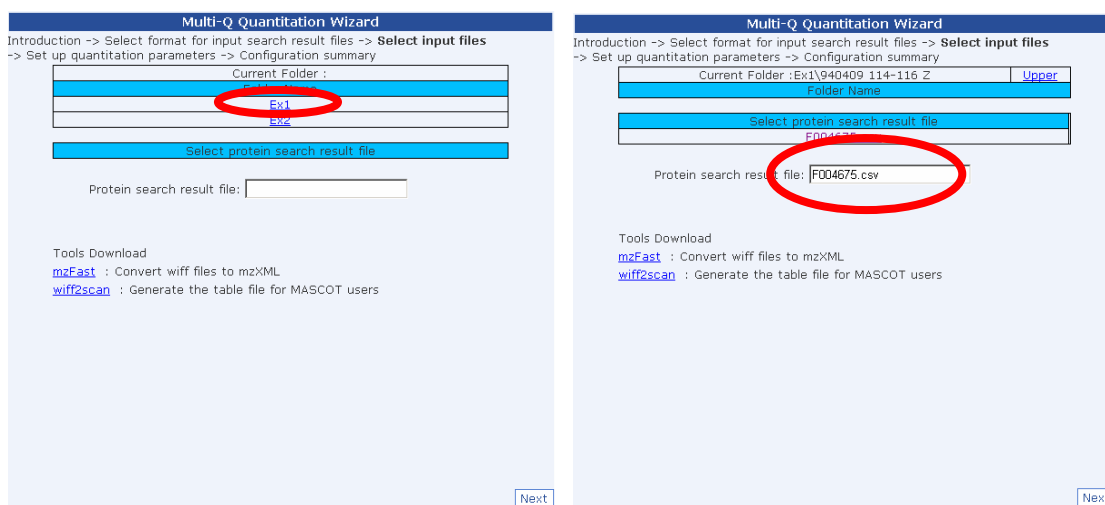 Multi-Q Quantitation Wizard
Introduction -> Select format for input search result files -> Select input files
-> Set up quantitation parameters -> Configuration summary
Current Folder :
Folder Name
Ex1
Ex2
Select protein search result file
Protein search result file:
Tools Download
mzFast : Convert wiff files to mzXML
wiff2scan : Generate the table file for MASCOT users
Next
Multi-Q Quantitation Wizard
Introduction -> Select format for input search result files -> Select input files
-> Set up quantitation parameters -> Configuration summary
Current Folder :Ex1\940409 114-116 Z Upper
Folder Name
Select protein search result file
Protein search result file: F004675.csv
Tools Download
mzFast : Convert wiff files to mzXML
wiff2scan : Generate the table file for MASCOT users
Nex